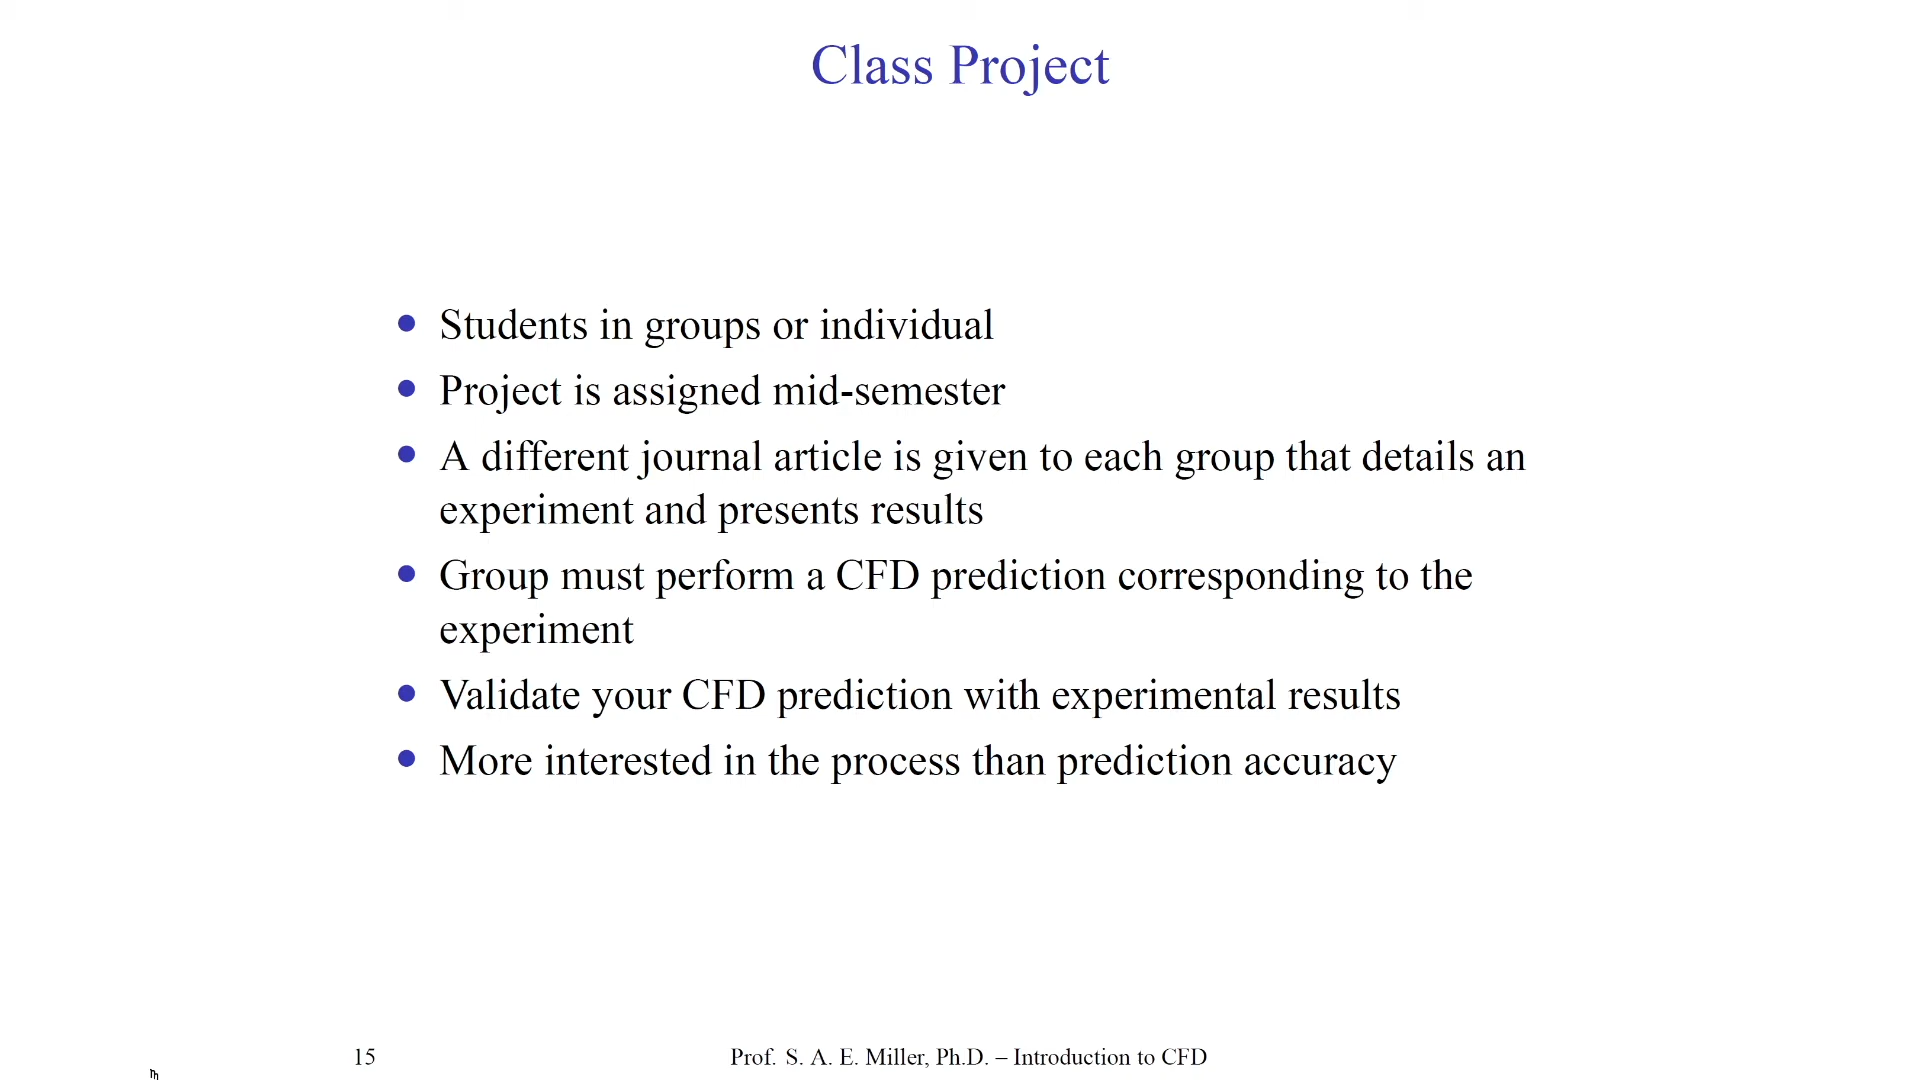 Class Project
• Students in groups or individual
• Project is assigned mid-semester
• A different journal article is given to each group that details an
experiment and presents results
• Group must perform a CFD prediction corresponding to the
experiment
• Validate your CFD prediction with experimental results
• More interested in the process than prediction accuracy
15 Prof. S. A. E. Miller, Ph.D. – Introduction to CFD